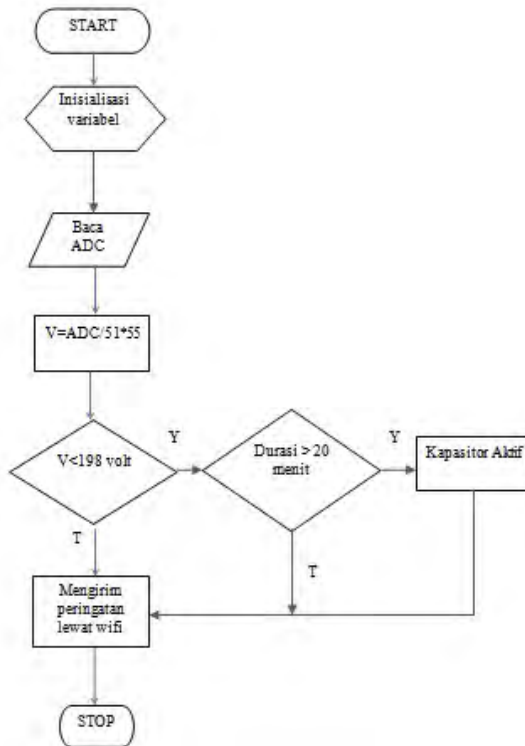 START
Inisialisasi
variabel
Baca
ADC
V=ADC/51*55
V<198 volt
Y
Durasi > 20
menit
Y
Kapasitor Aktif
T
T
Mengirim
peringatan
lewat wifi
STOP